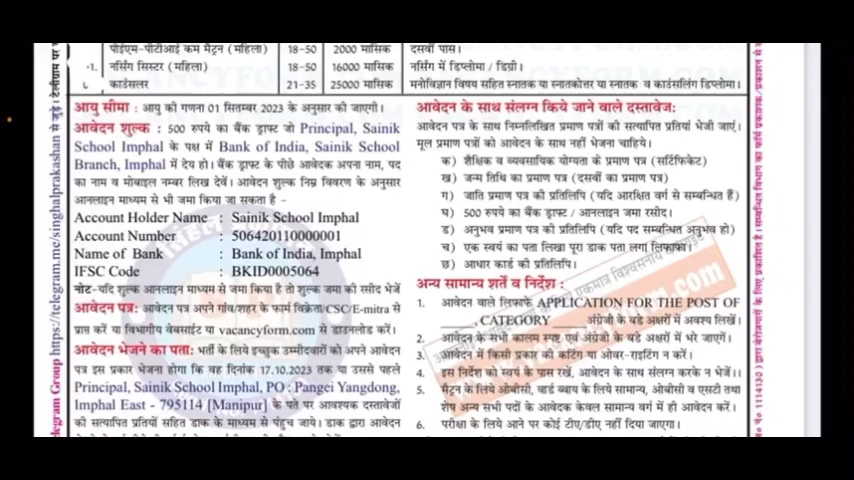 पीईएम-पीटीआई कम मैट्रन (महिला) 18-50 2000 मासिक दसवीं पास।
नर्सिंग सिस्टर (महिला) 18-50 16000 मासिक नर्सिंग में डिप्लोमा / डिग्री।
काउंसलर 21-35 25000 मासिक मनोविज्ञान विषय सहित स्नातक या स्नातकोत्तर या स्नातक व काउंसलिंग डिप्लोमा।
आयु सीमा : आयु की गणना 01 सितम्बर 2023 के अनुसार की जाएगी।
आवेदन शुल्क : 500 रुपये का बैंक ड्राफ्ट जो Principal, Sainik
School Imphal के पक्ष में Bank of India, Sainik School
Branch, Imphal में देय हो। बैंक ड्राफ्ट के पीछे आवेदक अपना नाम, पद
का नाम व मोबाइल नम्बर लिख देवें। आवेदन शुल्क निम्न विवरण के अनुसार
आनलाइन माध्यम से भी जमा किया जा सकता है-
Account Holder Name : Sainik School Imphal
Account Number : 506420110000001
Name of Bank : Bank of India, Imphal
IFSC Code : BKID0005064
नोट-यदि शुल्क आनलाइन माध्यम से जमा किया है तो शुल्क जमा की रसीद भेजें
आवेदन पत्र: आवेदन पत्र अपने गांव/शहर के फार्म विक्रेता/CSC/E-mitra से
प्राप्त करें या विभागीय वेबसाईट या vacancyform.com से डाउनलोड करें।
आवेदन भेजने का पता: भर्ती के लिये इच्छुक उम्मीदवारों को अपने आवेदन
पत्र इस प्रकार भेजना होगा कि वह दिनांक 17.10.2023 तक या उससे पहले
Principal, Sainik School Imphal, PO : Pangei Yangdong,
Imphal East - 795114 [Manipur] के पते पर आवश्यक दस्तावेजों
की सत्यापित प्रतियों सहित डाक के माध्यम से पंहुच जाये। डाक द्वारा आवेदन
आवेदन के साथ संलग्न किये जाने वाले दस्तावेज:
आवेदन पत्र के साथ निम्नलिखित प्रमाण पत्रों की सत्यापित प्रतियां भेजी जाएं।
मूल प्रमाण पत्रों को आवेदन के साथ नहीं भेजना चाहिये।
क) शैक्षिक व व्यवसायिक योग्यता के प्रमाण पत्र (सर्टिफिकेट)
ख) जन्म तिथि का प्रमाण पत्र (दसवीं का प्रमाण पत्र)
ग) जाति प्रमाण पत्र की प्रतिलिपि (यदि आरक्षित वर्ग से सम्बन्धित हैं)
घ) 500 रुपये का बैंक ड्राफ्ट / आनलाइन जमा रसीद।
ड) अनुभव प्रमाण पत्र की प्रतिलिपि (यदि पद सम्बन्धित अनुभव हो)
च) एक स्वयं का पता लिखा पूरा डाक पता लगा लिफाफा।
छ) आधार कार्ड की प्रतिलिपि।
अन्य सामान्य शर्ते व निर्देश:
1. आवेदन वाले लिफाफे APPLICATION FOR THE POST OF
____, CATEGORY ____ अंग्रेजी के बडे अक्षरों में अवश्य लिखें।
2. आवेदन के सभी कालम स्पष्ट एवं अंग्रेजी के बडे अक्षरों में भरे जाएगें।
3. आवेदन में किसी प्रकार की कटिंग या ओवर-राइटिंग न करें।
4. इस निर्देश को स्वयं के पास रखें, आवेदन के साथ संलग्न करके न भेजें।।
5. मैट्रन के लिये ओबीसी, वार्ड ब्वाय के लिये सामान्य, ओबीसी व एसटी तथा
शेष अन्य सभी पदों के आवेदक केवल सामान्य वर्ग में ही आवेदन करें।
6. परीक्षा के लिये आने पर कोई टीए/डीए नहीं दिया जाएगा।
elegram Group https://telegram.me/singhalprakashan से जुड़े।